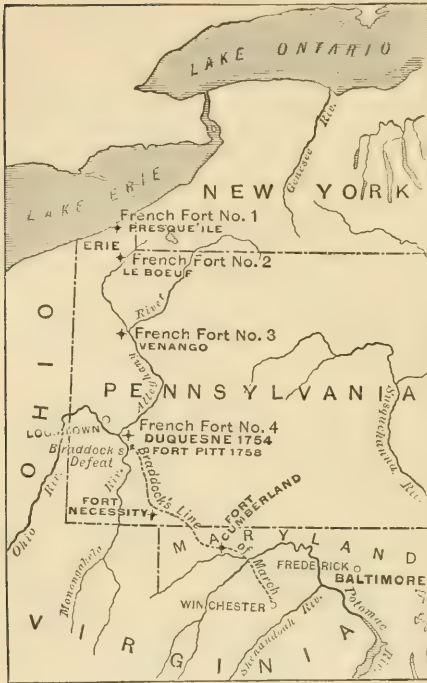 LAKE ONTARIO
Genesee Riv.
LAKE ERIE
NEW YORK
French Fort No. 1
PRESQUE'ILE
ERIE
French Fort No. 2
LE BOEUF
River
French Fort No. 3
VENANGO
Alleghany
OHIO
PENNSYLVANIA
Susquehanna
Riv.
LOGSTOWN
French Fort No. 4
DUQUESNE 1754
FORT PITT 1758
Braddock's
Defeat
Riv.
Braddock's Line of March
FORT
NECESSITY
FORT
CUMBERLAND
Ohio Riv.
Monongahela
MARYLAND
FREDERICK
BALTIMORE
WINCHESTER
Potomac
Riv.
Shenandoah Riv.
VIRGINIA